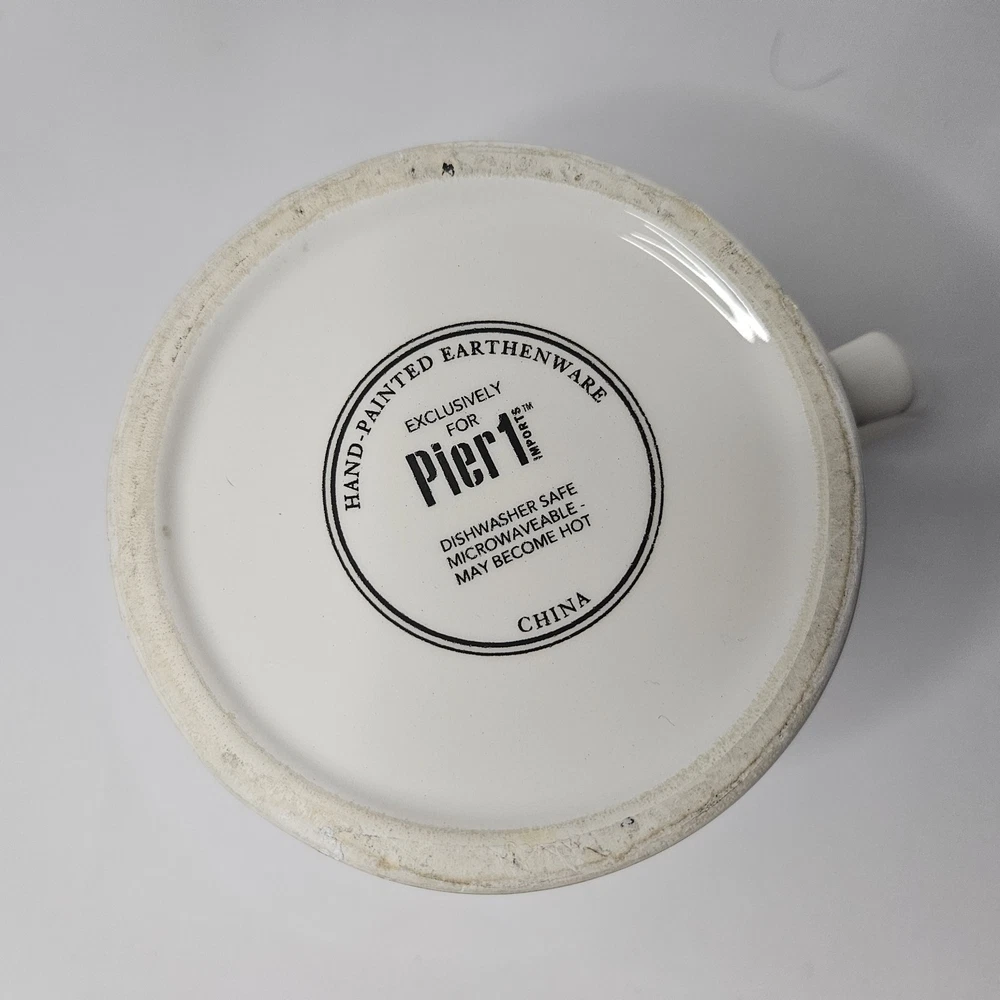 HAND-PAINTED EARTHENWARE
EXCLUSIVELY
FOR
Pier 1 IMPORTS™
DISHWASHER SAFE
MICROWAVEABLE -
MAY BECOME HOT
CHINA